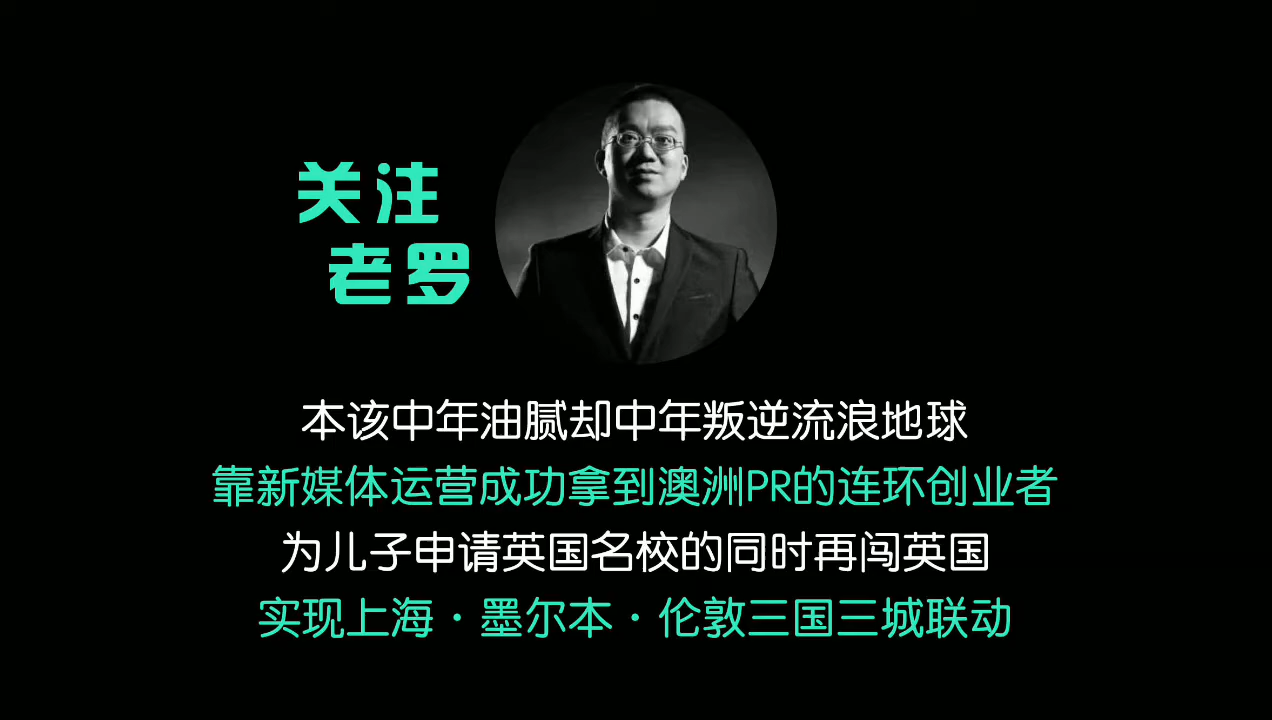 关注
老罗
本该中年油腻却中年叛逆流浪地球
靠新媒体运营成功拿到澳洲PR的连环创业者
为儿子申请英国名校的同时再闯英国
实现上海·墨尔本·伦敦三国三城联动